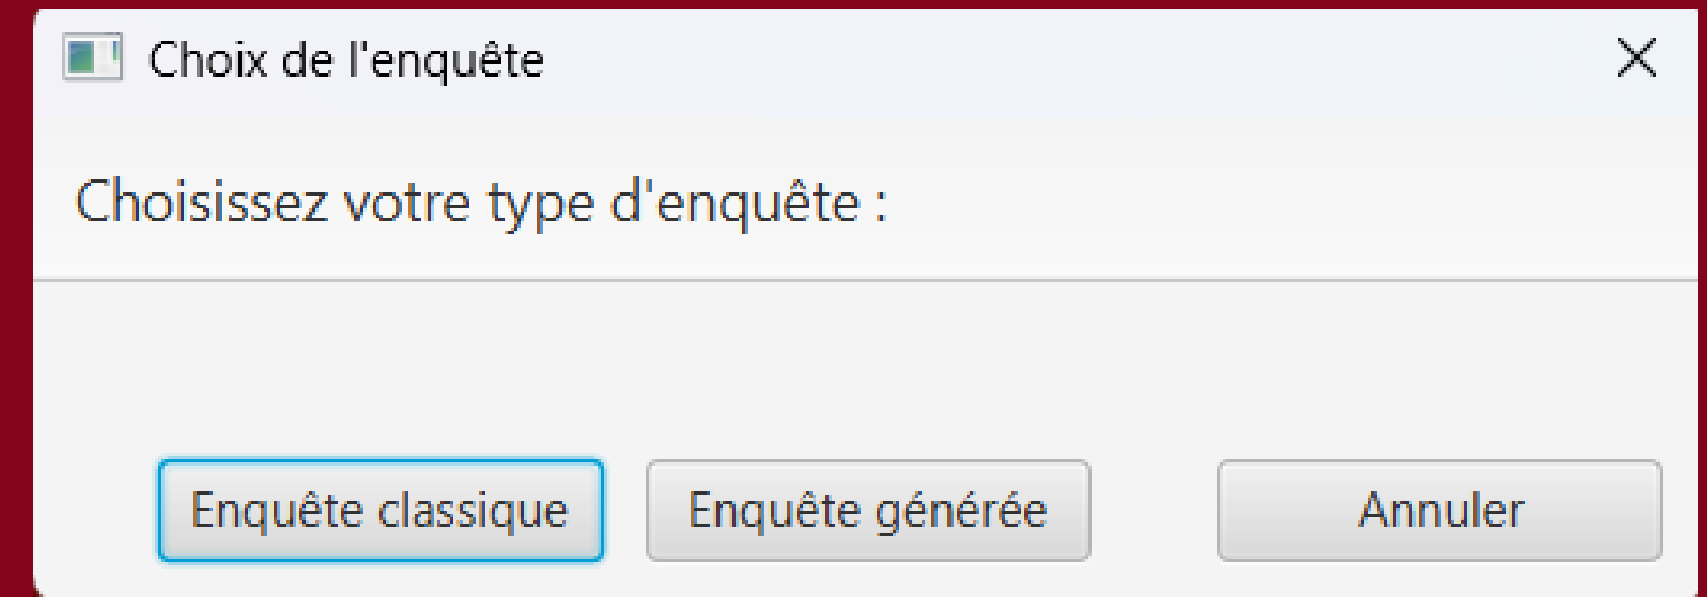 Choix de l'enquête
Choisissez votre type d'enquête :
Enquête classique Enquête générée Annuler